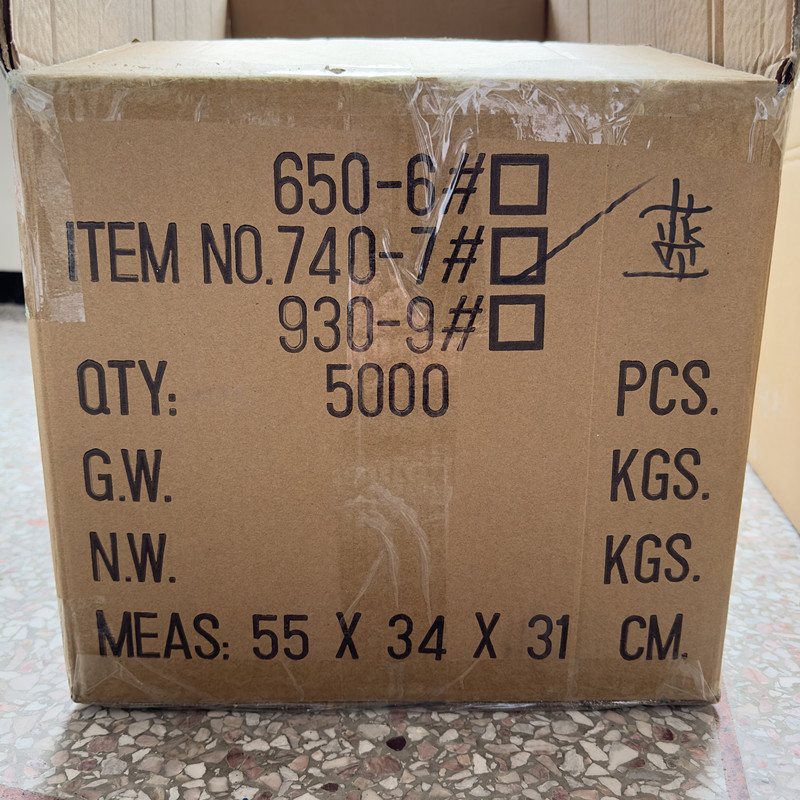 650-6# □
ITEM NO. 740-7# □
930-9# □
蓝
QTY: 5000 PCS.
G.W. KGS.
N.W. KGS.
MEAS: 55 X 34 X 31 CM.